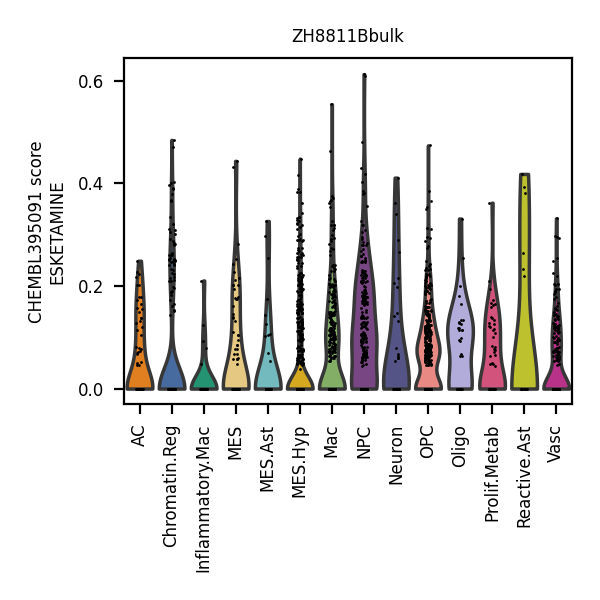 ZH8811Bbulk
CHEMBL395091 score
ESKETAMINE
0.6
0.4
0.2
0.0
AC
Chromatin.Reg
Inflammatory.Mac
MES
MES.Ast
MES.Hyp
Mac
NPC
Neuron
OPC
Oligo
Prolif.Metab
Reactive.Ast
Vasc